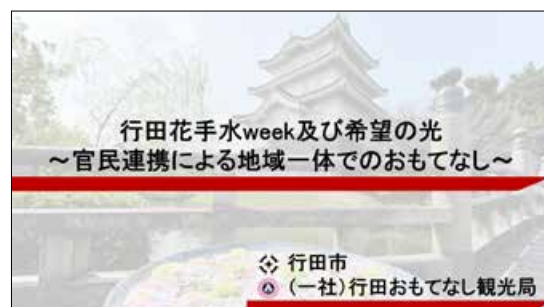 行田花手水week及び希望の光
～官民連携による地域一体でのおもてなし～
行田市
(一社)行田おもてなし観光局